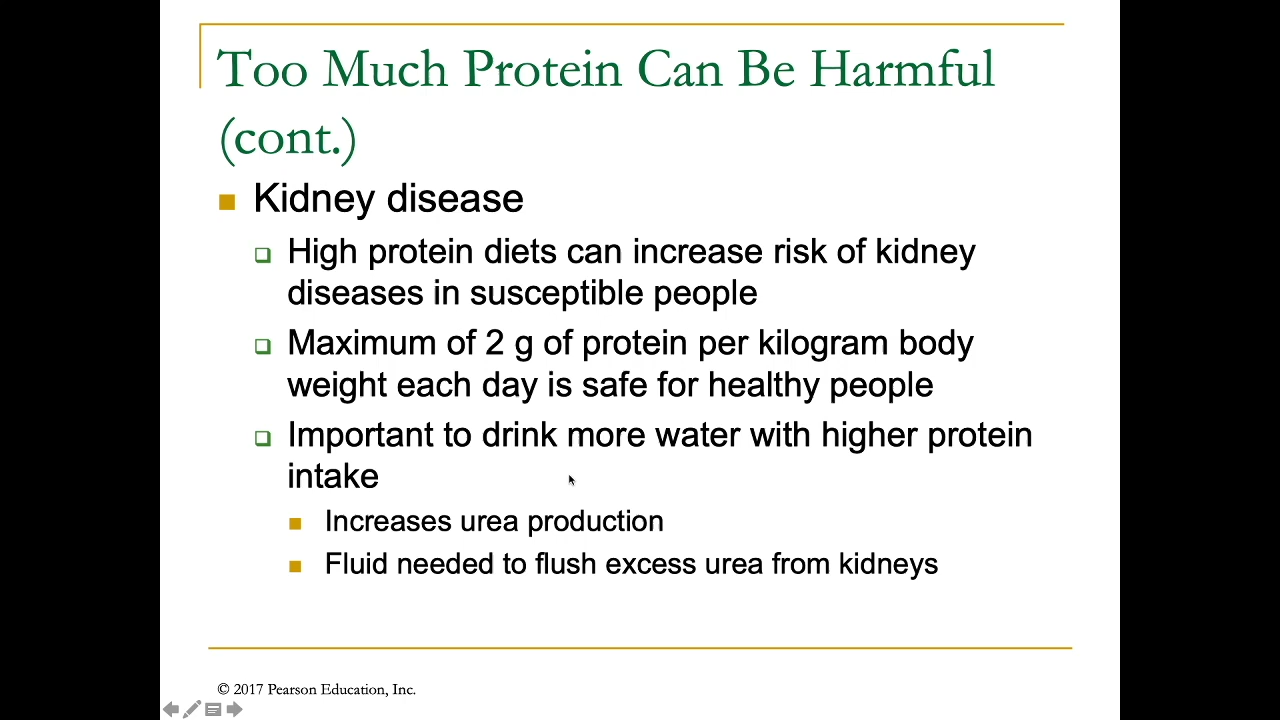 Too Much Protein Can Be Harmful
(cont.)
Kidney disease
High protein diets can increase risk of kidney
diseases in susceptible people
Maximum of 2 g of protein per kilogram body
weight each day is safe for healthy people
Important to drink more water with higher protein
intake
Increases urea production
Fluid needed to flush excess urea from kidneys
© 2017 Pearson Education, Inc.